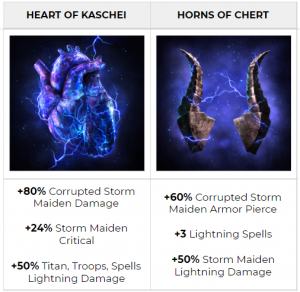 HEART OF KASCHEI
HORNS OF CHERT
+80% Corrupted Storm
Maiden Damage
+24% Storm Maiden
Critical
+50% Titan, Troops, Spells
Lightning Damage
+60% Corrupted Storm
Maiden Armor Pierce
+3 Lightning Spells
+50% Storm Maiden
Lightning Damage